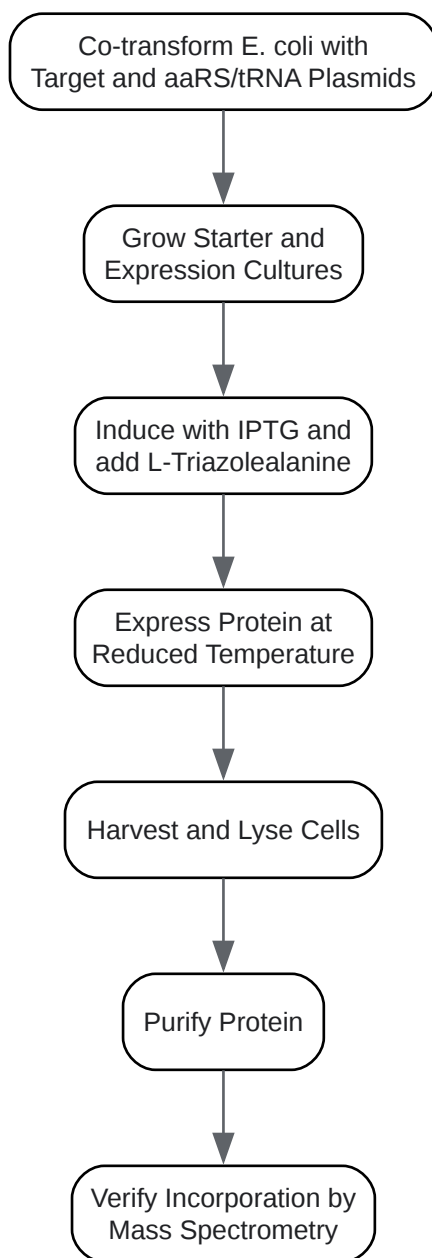 Co-transform E. coli with
Target and aaRS/tRNA Plasmids
Grow Starter and
Expression Cultures
Induce with IPTG and
add L-Triazolealanine
Express Protein at
Reduced Temperature
Harvest and Lyse Cells
Purify Protein
Verify Incorporation by
Mass Spectrometry